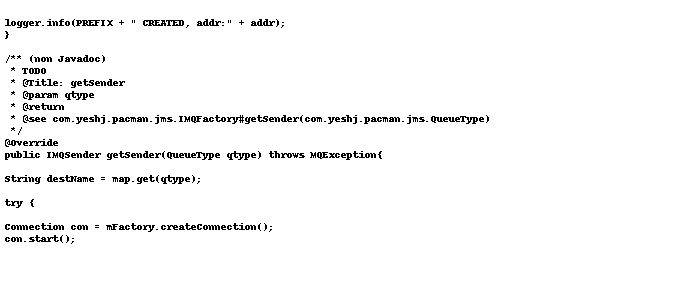 logger.info(PREFIX + " CREATED, addr:" + addr);
}
/** (non Javadoc)
* TODO
* @Title: getSender
* @param qtype
* @return
* @see com.yeshj.pacman.jms.IMQFactory#getSender(com.yeshj.pacman.jms.QueueType)
*/
@Override
public IMQSender getSender(QueueType qtype) throws MQException{
String destName = map.get(qtype);
try {
Connection con = mFactory.createConnection();
con.start();